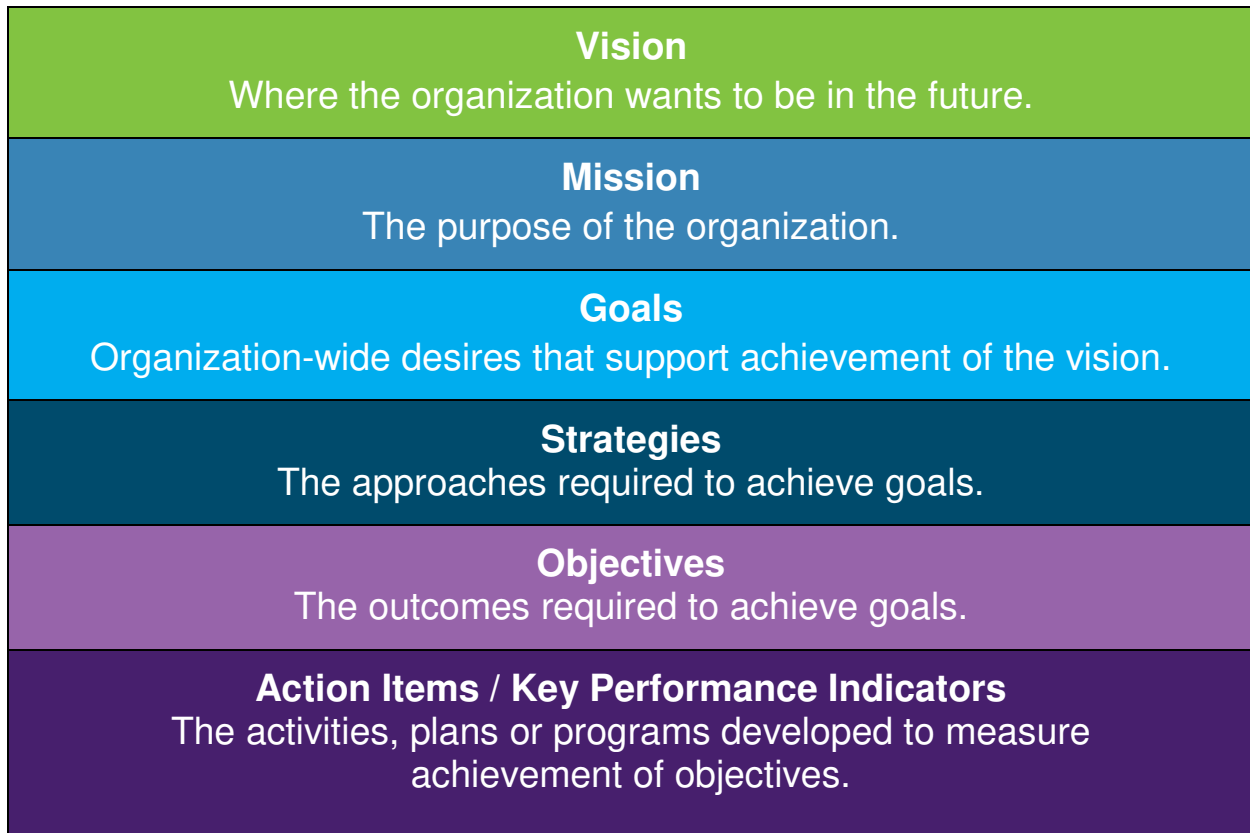 Vision
Where the organization wants to be in the future.
Mission
The purpose of the organization.
Goals
Organization-wide desires that support achievement of the vision.
Strategies
The approaches required to achieve goals.
Objectives
The outcomes required to achieve goals.
Action Items / Key Performance Indicators
The activities, plans or programs developed to measure
achievement of objectives.